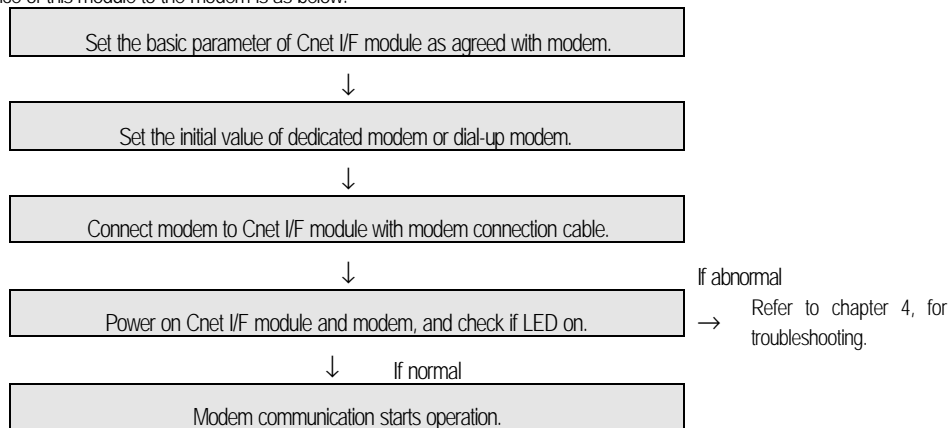 of this module to the modem is as below.
Set the basic parameter of Cnet I/F module as agreed with modem.
↓
Set the initial value of dedicated modem or dial-up modem.
↓
Connect modem to Cnet I/F module with modem connection cable.
↓
If abnormal
Power on Cnet I/F module and modem, and check if LED on.
→
Refer to chapter 4, for
troubleshooting.
↓ If normal
Modem communication starts operation.